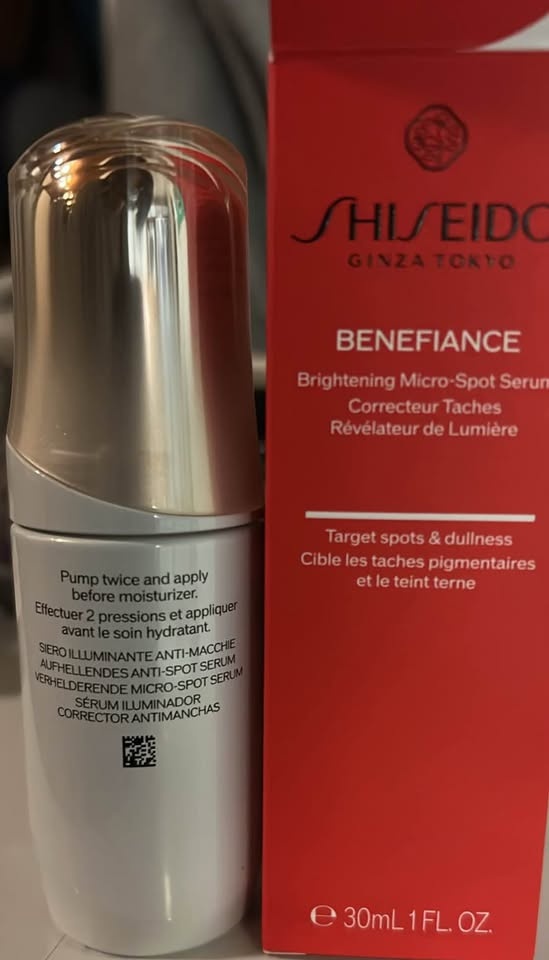 Pump twice and apply
before moisturizer.
Effectuer 2 pressions et appliquer
avant le soin hydratant.
SIERO ILLUMINANTE ANTI-MACCHIE
AUFHELLENDES ANTI-SPOT SERUM
VERHELDERENDE MICRO-SPOT SERUM
SÉRUM ILUMINADOR
CORRECTOR ANTIMANCHAS
SHISEIDO
GINZA TOKYO
BENEFIANCE
Brightening Micro-Spot Serum
Correcteur Taches
Révélateur de Lumière
Target spots & dullness
Cible les taches pigmentaires
et le teint terne
℮ 30mL 1 FL. OZ.